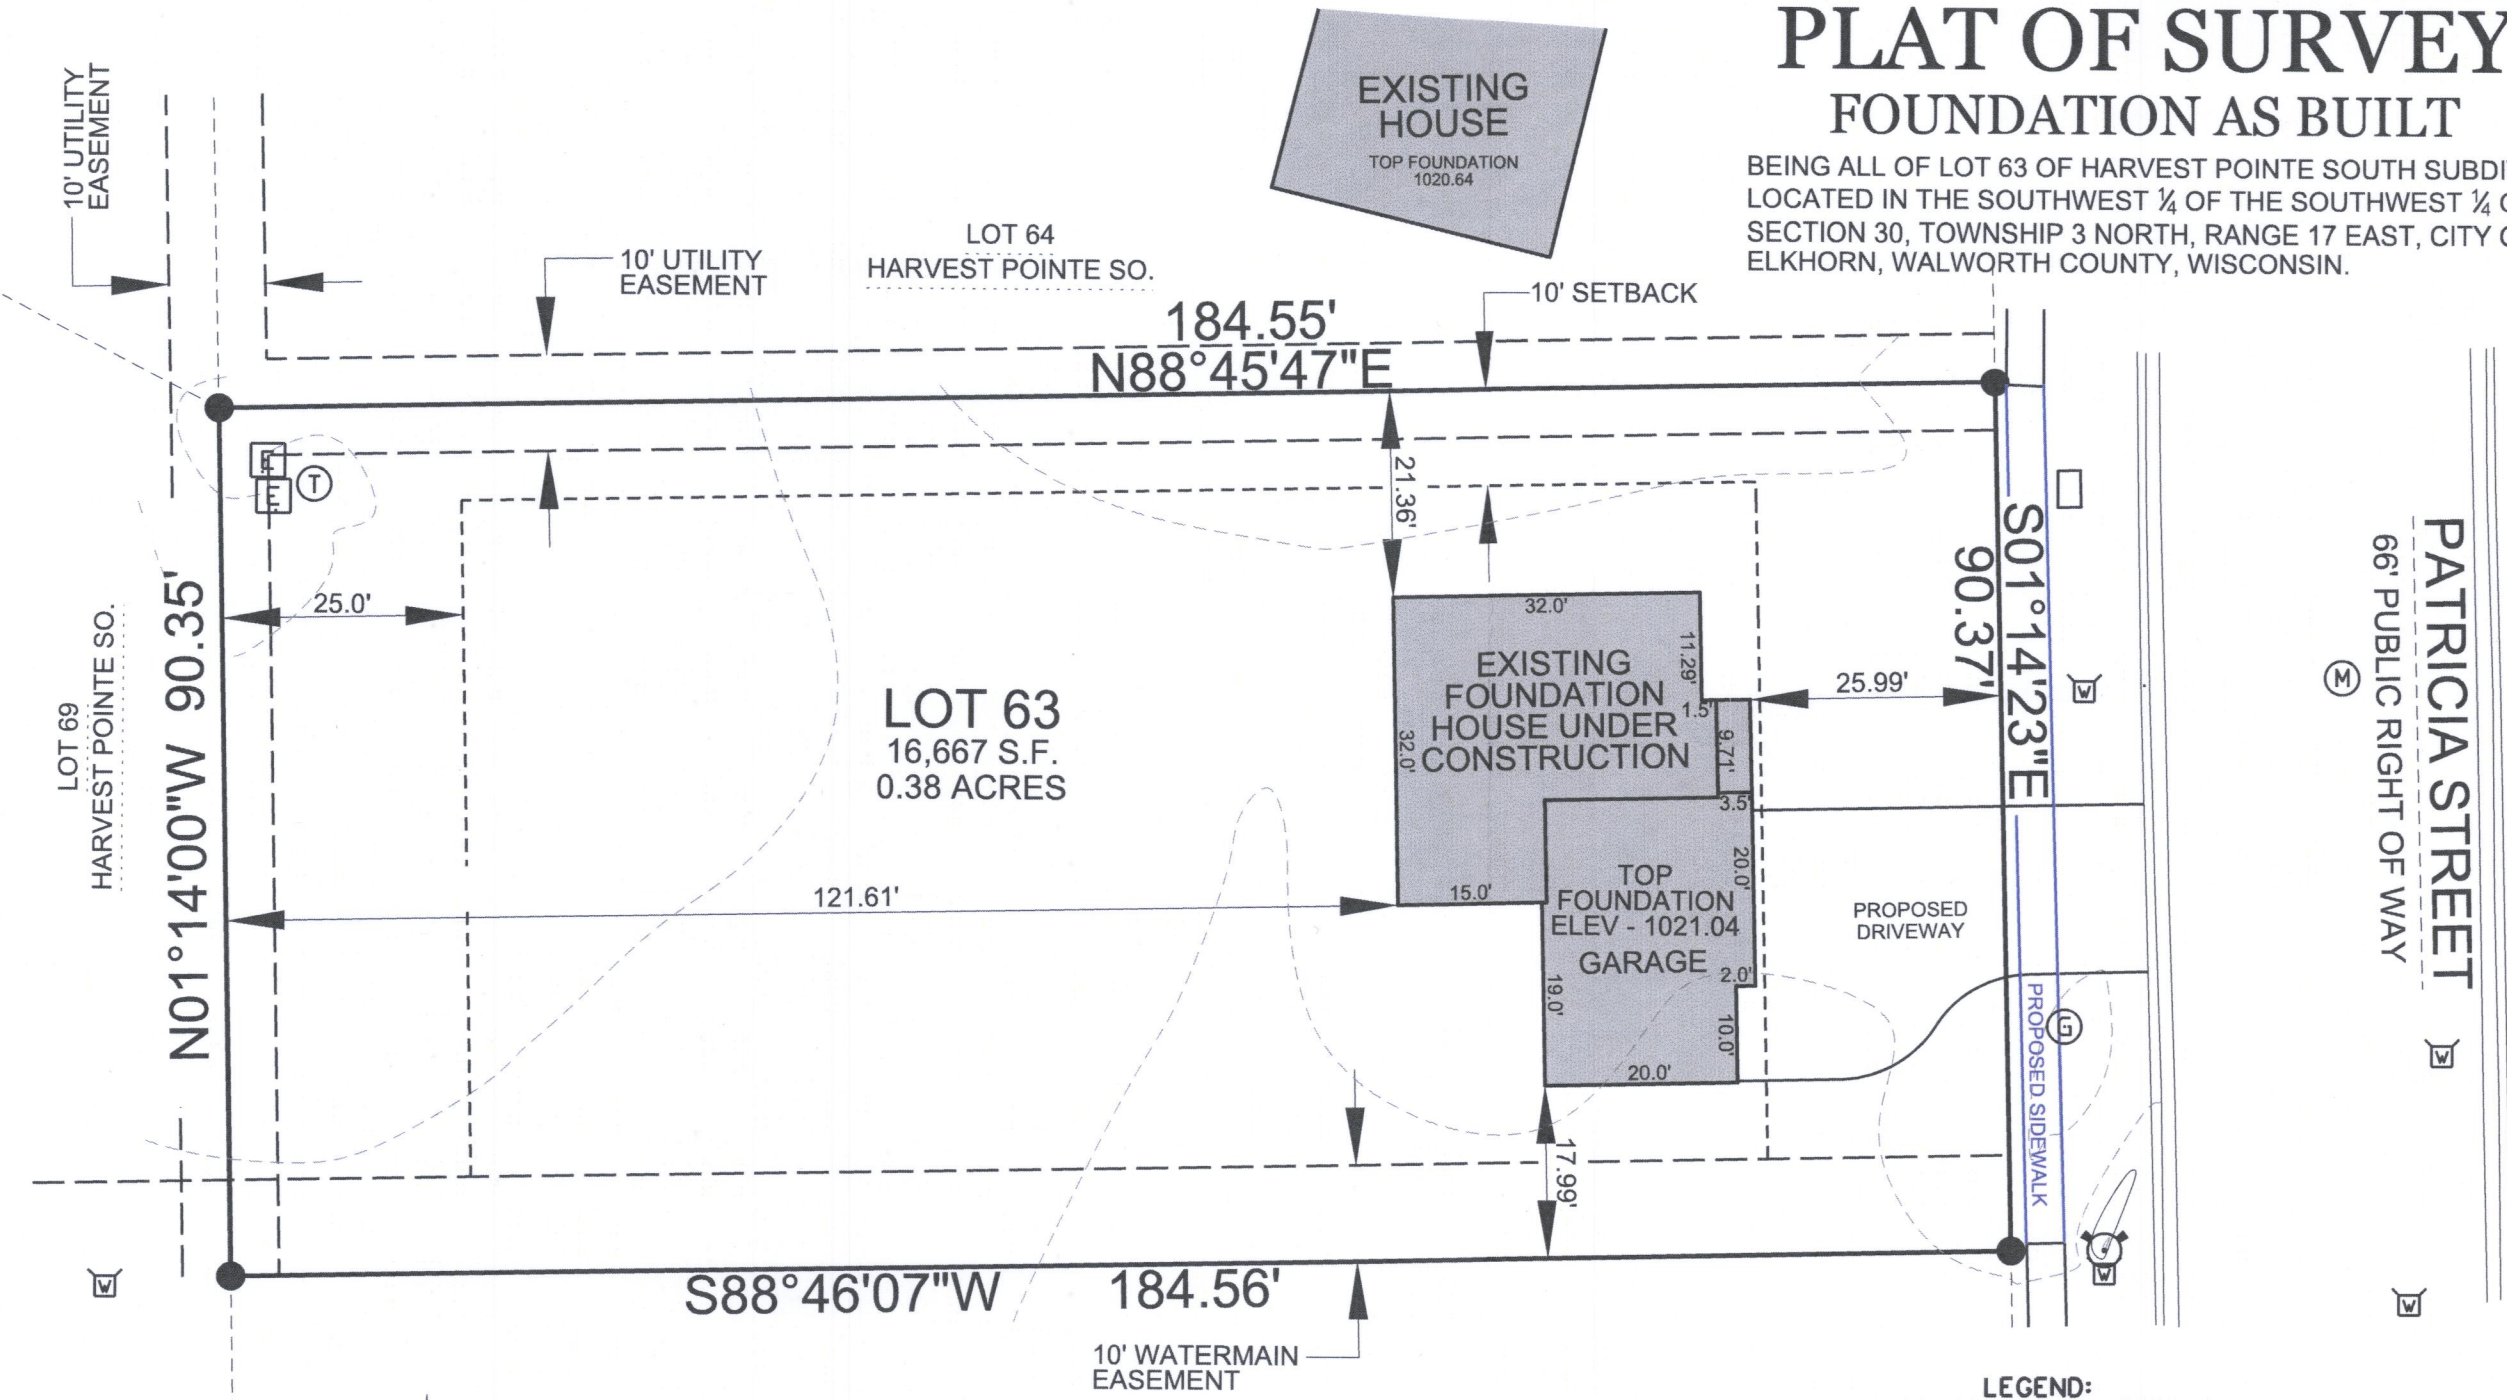 PLAT OF SURVEY
FOUNDATION AS BUILT
BEING ALL OF LOT 63 OF HARVEST POINTE SOUTH SUBDI
LOCATED IN THE SOUTHWEST ¼ OF THE SOUTHWEST ¼
SECTION 30, TOWNSHIP 3 NORTH, RANGE 17 EAST, CITY
ELKHORN, WALWORTH COUNTY, WISCONSIN.
EXISTING
HOUSE
TOP FOUNDATION
1020.64
10' UTILITY
EASEMENT
10' UTILITY
EASEMENT
LOT 64
HARVEST POINTE SO.
10' SETBACK
184.55'
N88°45'47"E
E
E
T
21.36'
25.0'
LOT 69
HARVEST POINTE SO.
N01°14'00"W 90.35'
LOT 63
16,667 S.F.
0.38 ACRES
121.61'
32.0'
11.29'
32.0'
EXISTING
FOUNDATION
HOUSE UNDER
CONSTRUCTION
1.5'
9.71'
3.5'
15.0'
20.0'
TOP
FOUNDATION
ELEV - 1021.04
GARAGE
2.0'
19.0'
10.0'
20.0'
17.99'
25.99'
S01°14'23"E
90.37'
PROPOSED
DRIVEWAY
PROPOSED SIDEWALK
G
W
M
PATRICIA STREET
66' PUBLIC RIGHT OF WAY
W
W
W
W
S88°46'07"W 184.56'
10' WATERMAIN
EASEMENT
LEGEND: